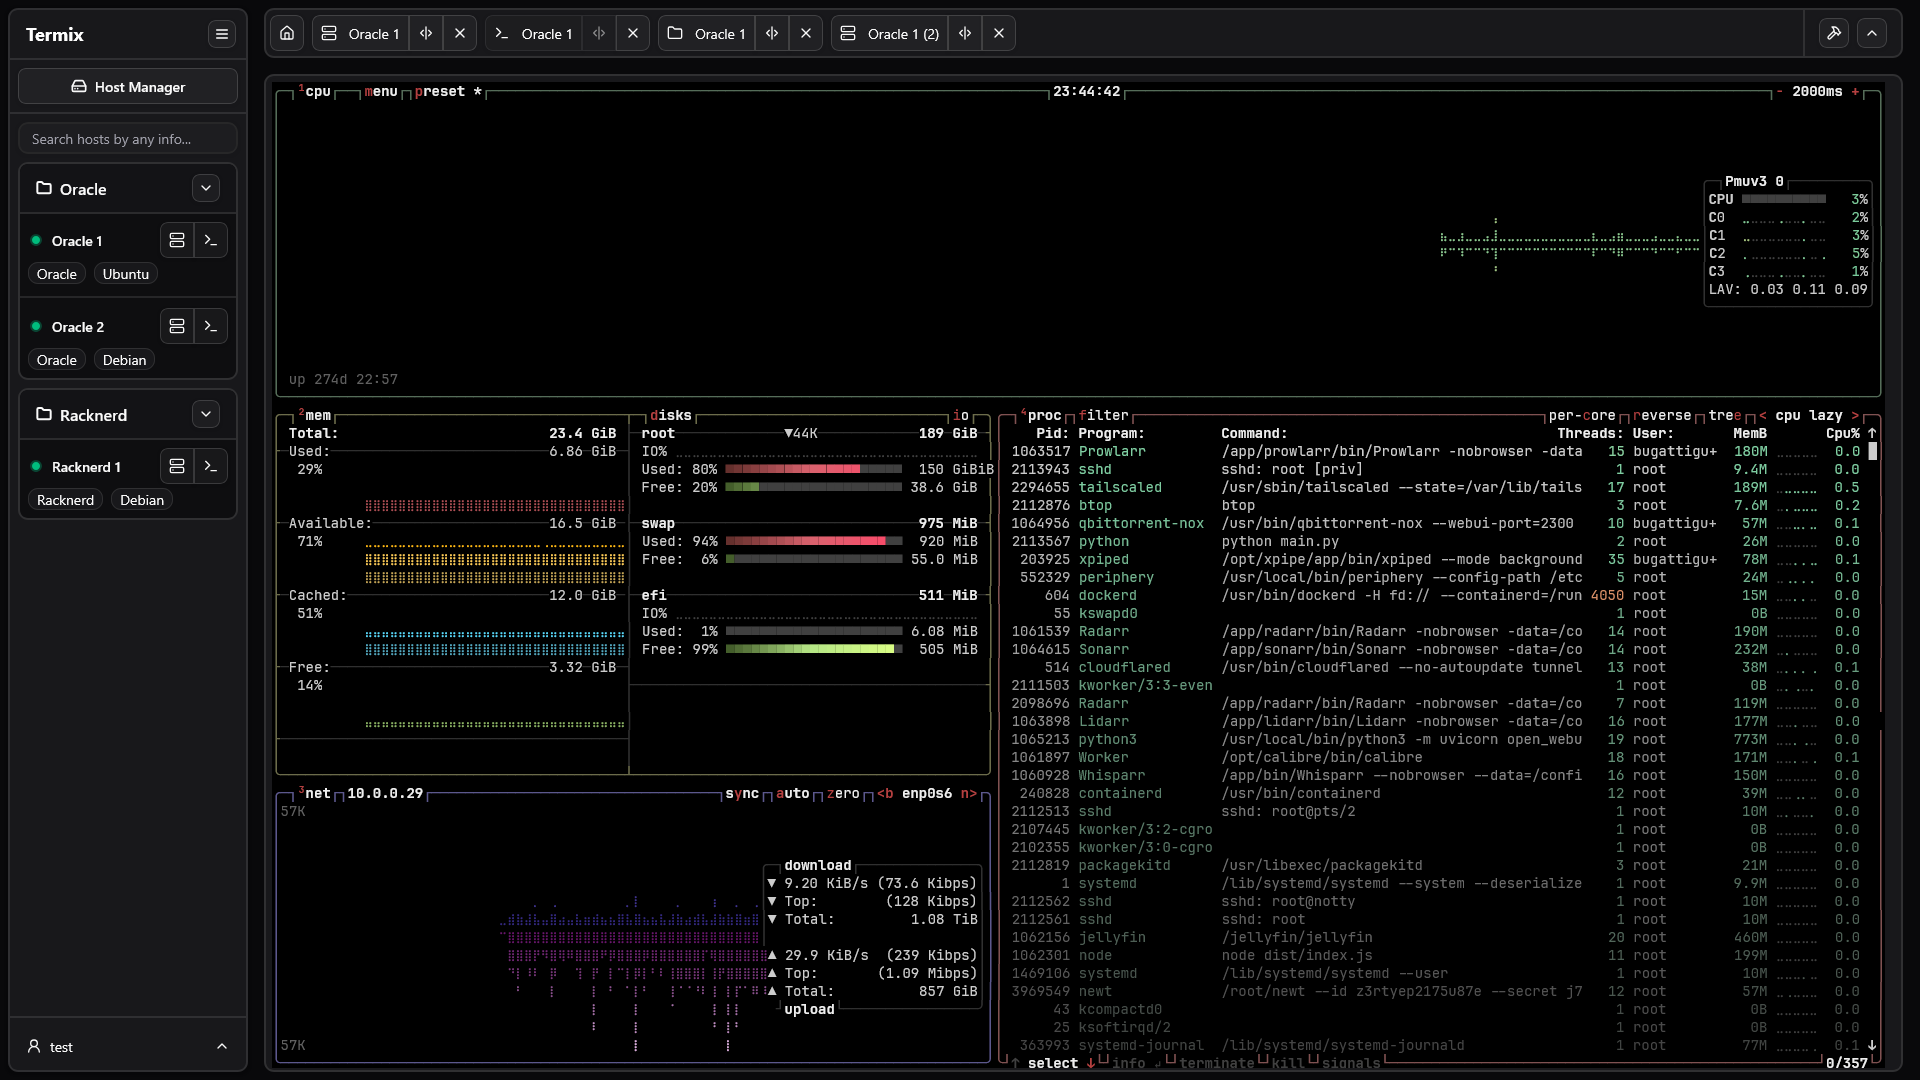 Termix
Host Manager
Search hosts by any info...
Oracle
Oracle 1
Oracle Ubuntu
Oracle 2
Oracle Debian
Racknerd
Racknerd 1
Racknerd Debian
test
Oracle 1 Oracle 1 Oracle 1 Oracle 1 (2)
1cpu menu preset * 23:44:42 - 2000ms +
Pmuv3 0
CPU 3%
C0 2%
C1 3%
C2 5%
C3 1%
LAV: 0.03 0.11 0.09
up 274d 22:57
2mem
Total: 23.4 GiB
Used: 6.86 GiB
29%
Available: 16.5 GiB
71%
Cached: 12.0 GiB
51%
Free: 3.32 GiB
14%
disks io
root ▼44K 189 GiB
IO%
Used: 80% 150 GiBiB
Free: 20% 38.6 GiB
swap 975 MiB
Used: 94% 920 MiB
Free: 6% 55.0 MiB
efi 511 MiB
IO%
Used: 1% 6.08 MiB
Free: 99% 505 MiB
3net 10.0.0.29 sync auto zero <b enp0s6 n>
57K
download
▼ 9.20 KiB/s (73.6 Kibps)
▼ Top: (128 Kibps)
▼ Total: 1.08 TiB
▲ 29.9 KiB/s (239 Kibps)
▲ Top: (1.09 Mibps)
▲ Total: 857 GiB
upload
57K
4proc filter per-core reverse tree < cpu lazy >
Pid: Program: Command: Threads: User: MemB Cpu% ↑
1063517 Prowlarr /app/prowlarr/bin/Prowlarr -nobrowser -data 15 bugattigu+ 180M 0.0
2113943 sshd sshd: root [priv] 1 root 9.4M 0.0
2294655 tailscaled /usr/sbin/tailscaled --state=/var/lib/tails 17 root 189M 0.5
2112876 btop btop 3 root 7.6M 0.2
1064956 qbittorrent-nox /usr/bin/qbittorrent-nox --webui-port=2300 10 bugattigu+ 57M 0.1
2113567 python python main.py 2 root 26M 0.0
203925 xpiped /opt/xpipe/app/bin/xpiped --mode background 35 bugattigu+ 78M 0.1
552329 periphery /usr/local/bin/periphery --config-path /etc 5 root 24M 0.0
604 dockerd /usr/bin/dockerd -H fd:// --containerd=/run 4050 root 15M 0.0
55 kswapd0 1 root 0B 0.0
1061539 Radarr /app/radarr/bin/Radarr -nobrowser -data=/co 14 root 190M 0.0
1064615 Sonarr /app/sonarr/bin/Sonarr -nobrowser -data=/co 14 root 232M 0.0
514 cloudflared /usr/bin/cloudflared --no-autoupdate tunnel 13 root 38M 0.1
2111503 kworker/3:3-even 1 root 0B 0.0
2098696 Radarr /app/radarr/bin/Radarr -nobrowser -data=/co 7 root 119M 0.0
1063898 Lidarr /app/lidarr/bin/Lidarr -nobrowser -data=/co 16 root 177M 0.0
1065213 python3 /usr/local/bin/python3 -m uvicorn open_webu 19 root 773M 0.0
1061897 Worker /opt/calibre/bin/calibre 18 root 171M 0.1
1060928 Whisparr /app/bin/Whisparr --nobrowser --data=/confi 16 root 150M 0.0
240828 containerd /usr/bin/containerd 12 root 39M 0.0
2112513 sshd sshd: root@pts/2 1 root 10M 0.0
2107445 kworker/3:2-cgro 1 root 0B 0.0
2102355 kworker/3:0-cgro 1 root 0B 0.0
2112819 packagekitd /usr/libexec/packagekitd 3 root 21M 0.0
1 systemd /lib/systemd/systemd --system --deserialize 1 root 9.9M 0.0
2112562 sshd sshd: root@notty 1 root 10M 0.0
2112561 sshd sshd: root 1 root 10M 0.0
1062156 jellyfin /jellyfin/jellyfin 20 root 460M 0.0
1062301 node node dist/index.js 11 root 199M 0.0
1469106 systemd /lib/systemd/systemd --user 1 root 10M 0.0
3969549 newt /root/newt --id z3rtyep2175u87e --secret j7 12 root 57M 0.0
43 kcompactd0 1 root 0B 0.0
25 ksoftirqd/2 1 root 0B 0.0
363993 systemd-journal /lib/systemd/systemd-journald 1 root 77M 0.1 ↓
↑ select ↓ info terminate kill signals 0/357